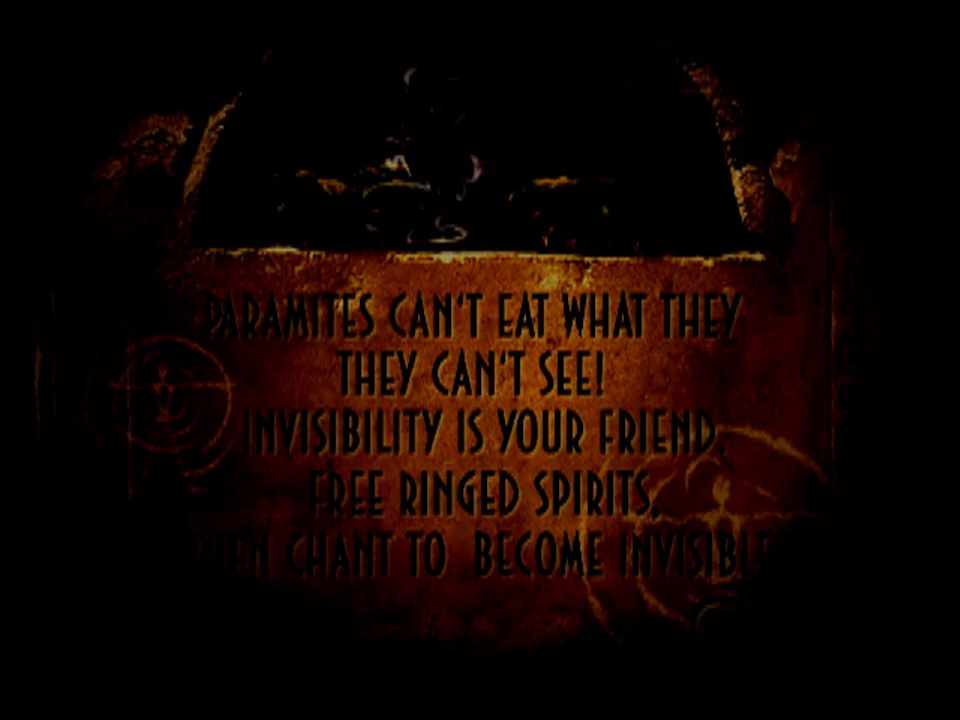 PARAMITES CAN'T EAT WHAT THEY
THEY CAN'T SEE!
INVISIBILITY IS YOUR FRIEND.
FREE RINGED SPIRITS,
THEN CHANT TO BECOME INVISIBLE